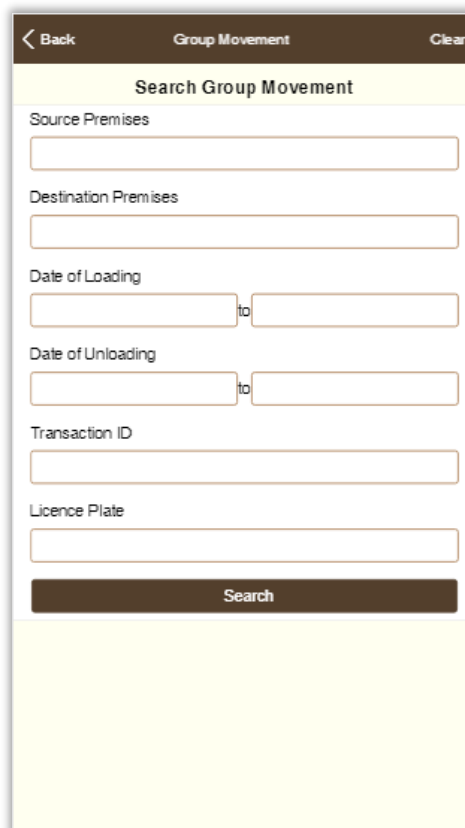 Back Group Movement Clear
Search Group Movement
Source Premises
Destination Premises
Date of Loading
to
Date of Unloading
to
Transaction ID
Licence Plate
Search